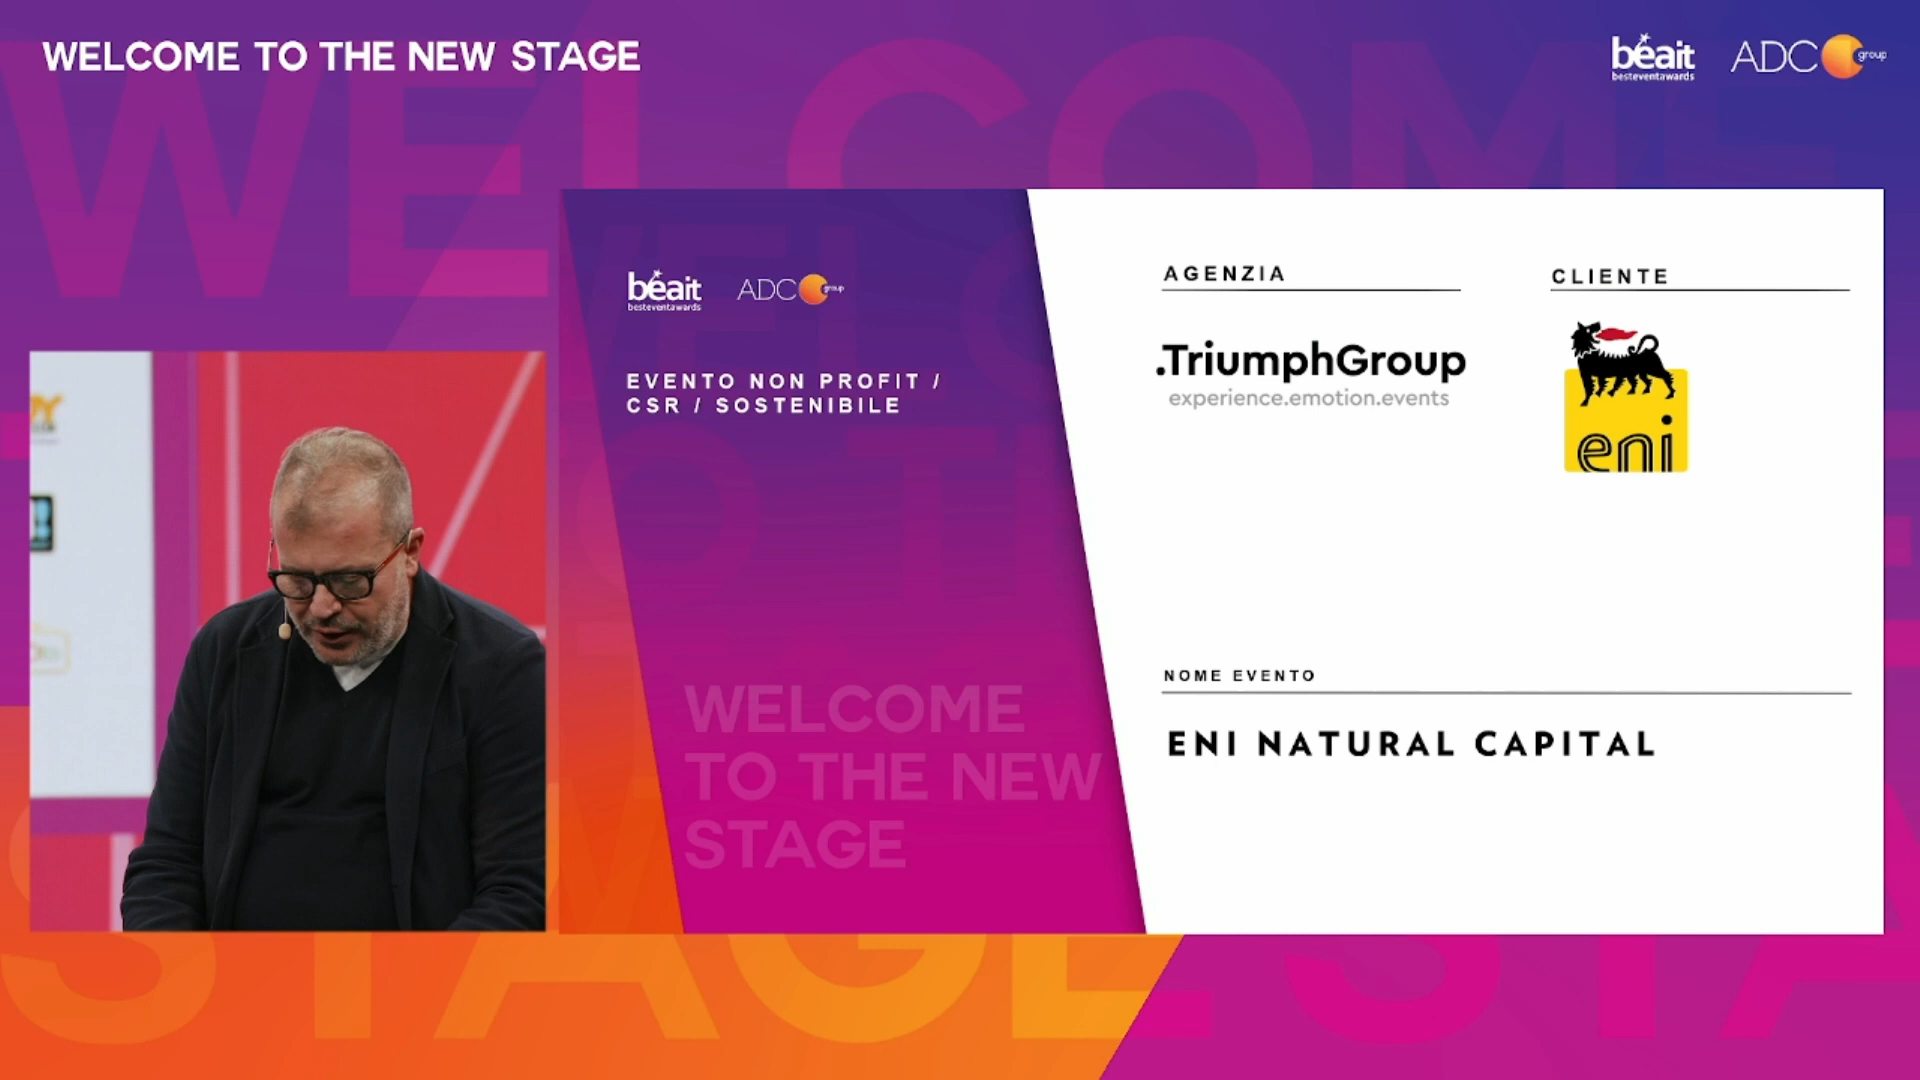 WELCOME TO THE NEW STAGE
béait
besteventawards
ADC group
béait
besteventawards
ADC group
EVENTO NON PROFIT /
CSR / SOSTENIBILE
WELCOME
TO THE NEW
STAGE
AGENZIA
.TriumphGroup
experience.emotion.events
CLIENTE
eni
NOME EVENTO
ENI NATURAL CAPITAL